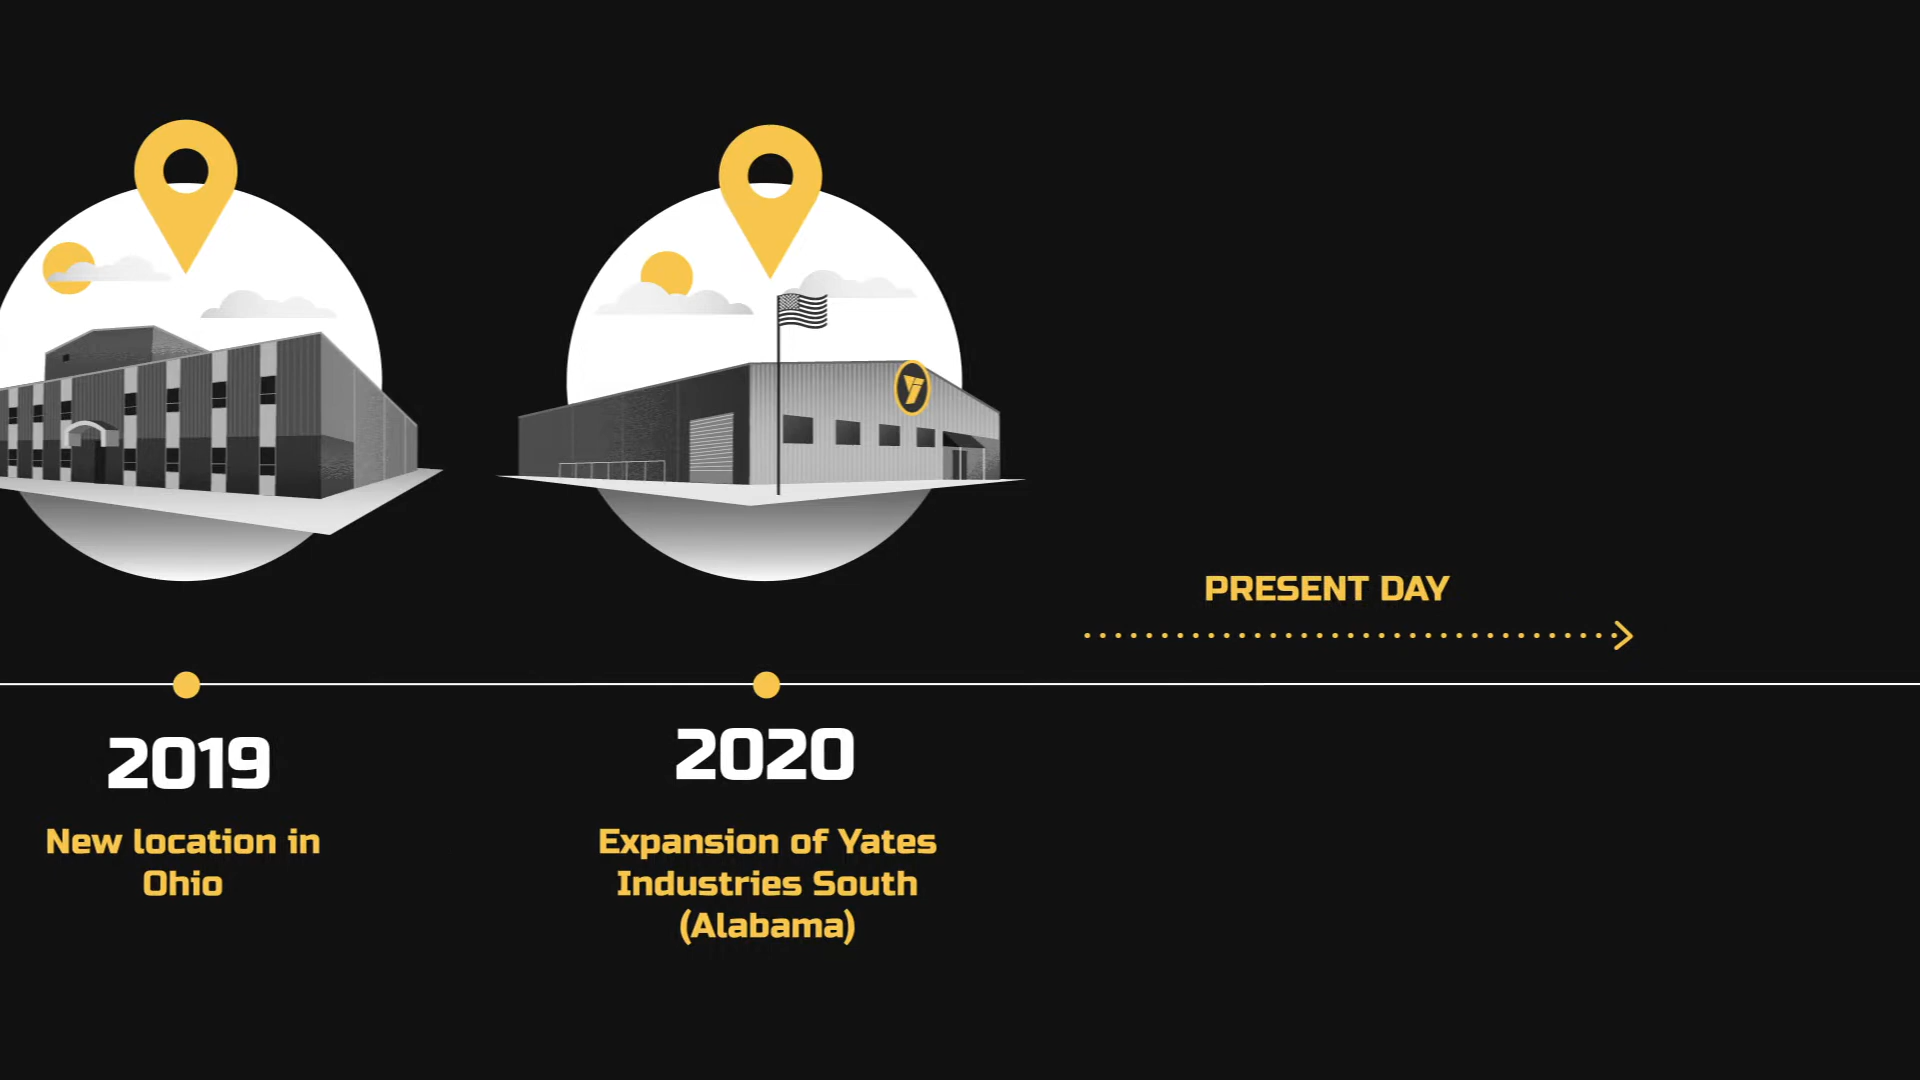 PRESENT DAY
2019
New location in
Ohio
2020
Expansion of Yates
Industries South
(Alabama)